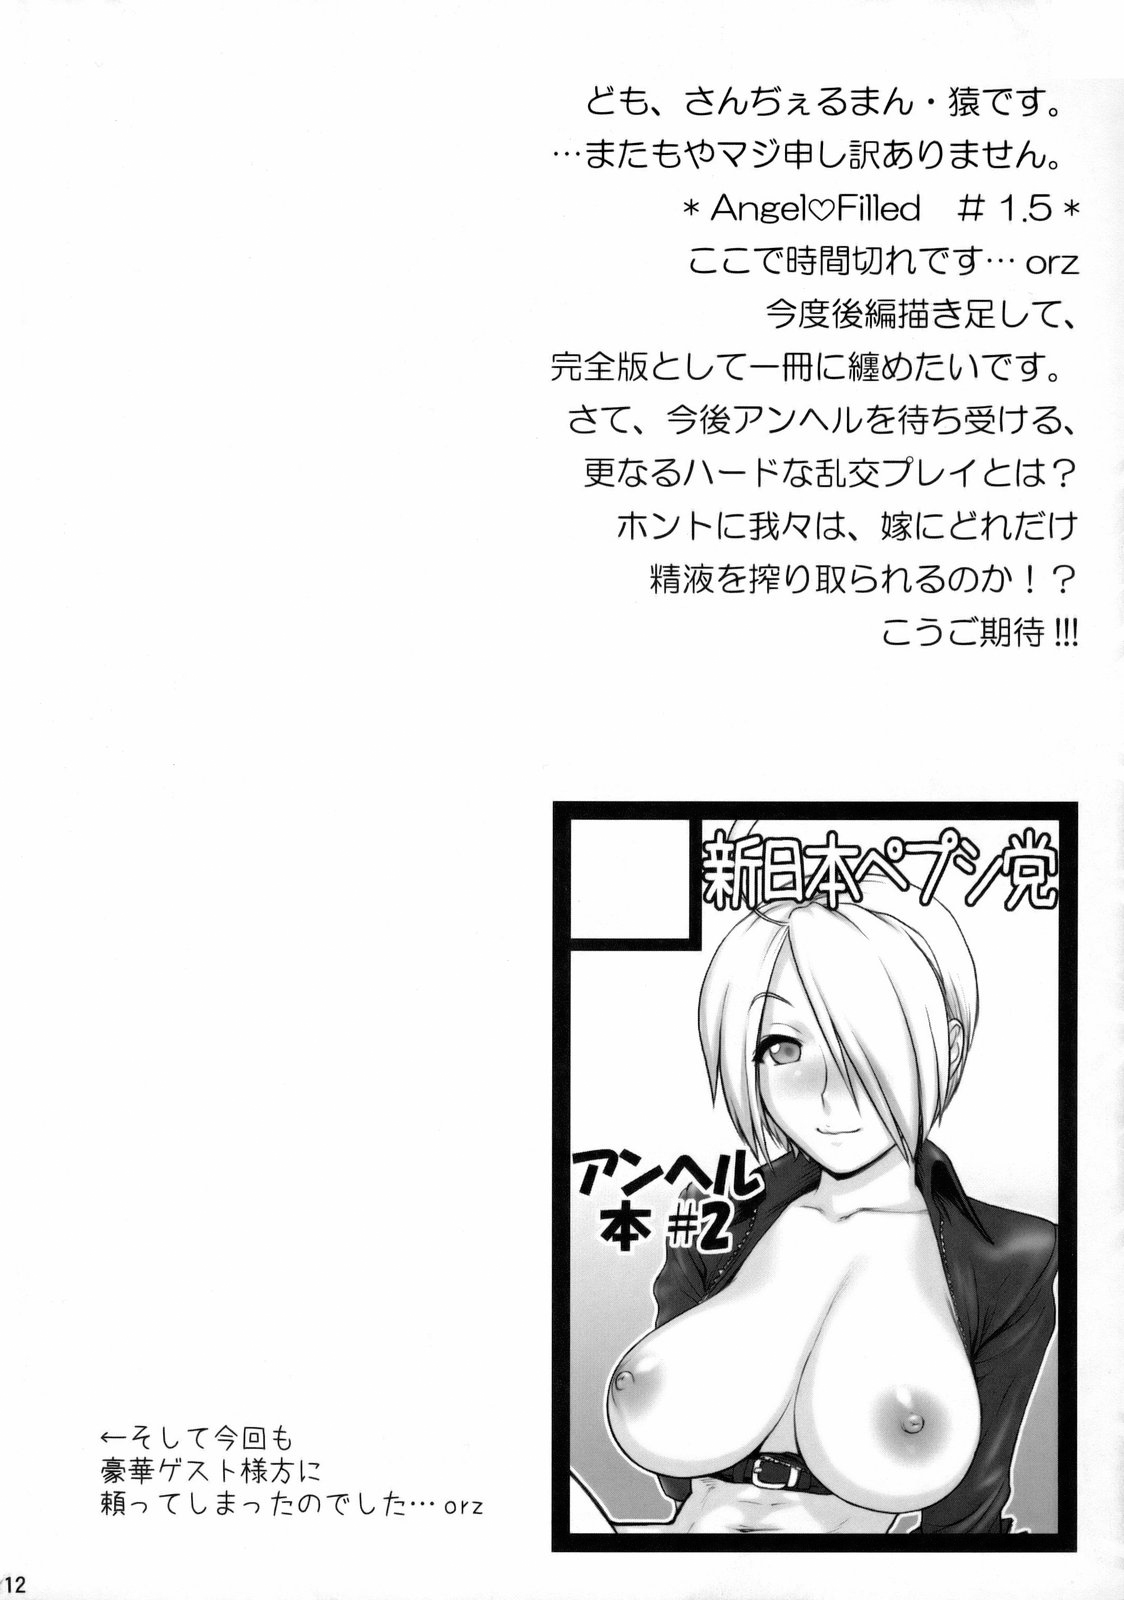 ども、さんぢぇるまん・猿です。
…またもやマジ申し訳ありません。
＊Angel♡Filled　＃1.5＊
ここで時間切れです…orz
今度後編描き足して、
完全版として一冊に纏めたいです。
さて、今後アンヘルを待ち受ける、
更なるハードな乱交プレイとは？
ホントに我々は、嫁にどれだけ
精液を搾り取られるのか！？
こうご期待!!!
新日本ペプシ党
アンヘル
本 #2
←そして今回も
豪華ゲスト様方に
頼ってしまったのでした…orz
12